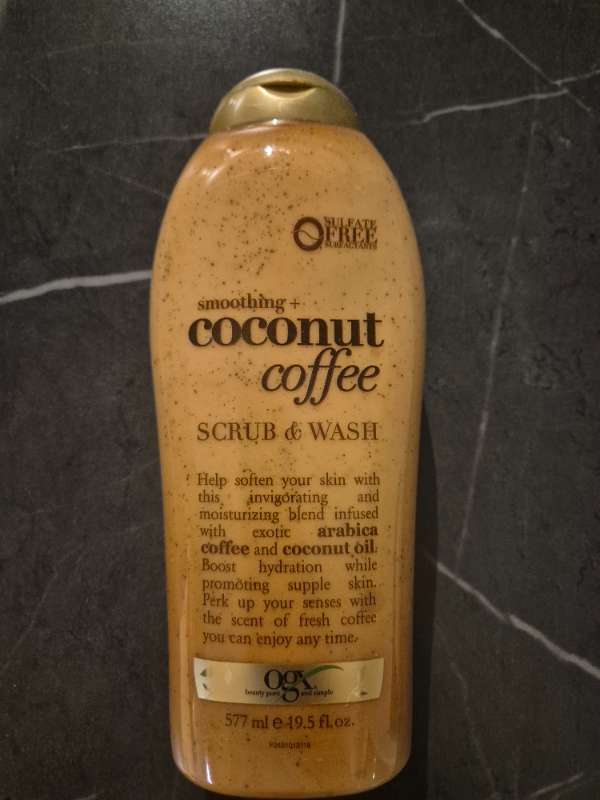 SULFATE
FREE
SURFACTANTS
smoothing +
coconut
coffee
SCRUB & WASH
Help soften your skin with
this invigorating and
moisturizing blend infused
with exotic arabica
coffee and coconut oil.
Boost hydration while
promoting supple skin.
Perk up your senses with
the scent of fresh coffee
you can enjoy any time.
ogx
beauty pure and simple
577 ml e 19.5 fl. oz.